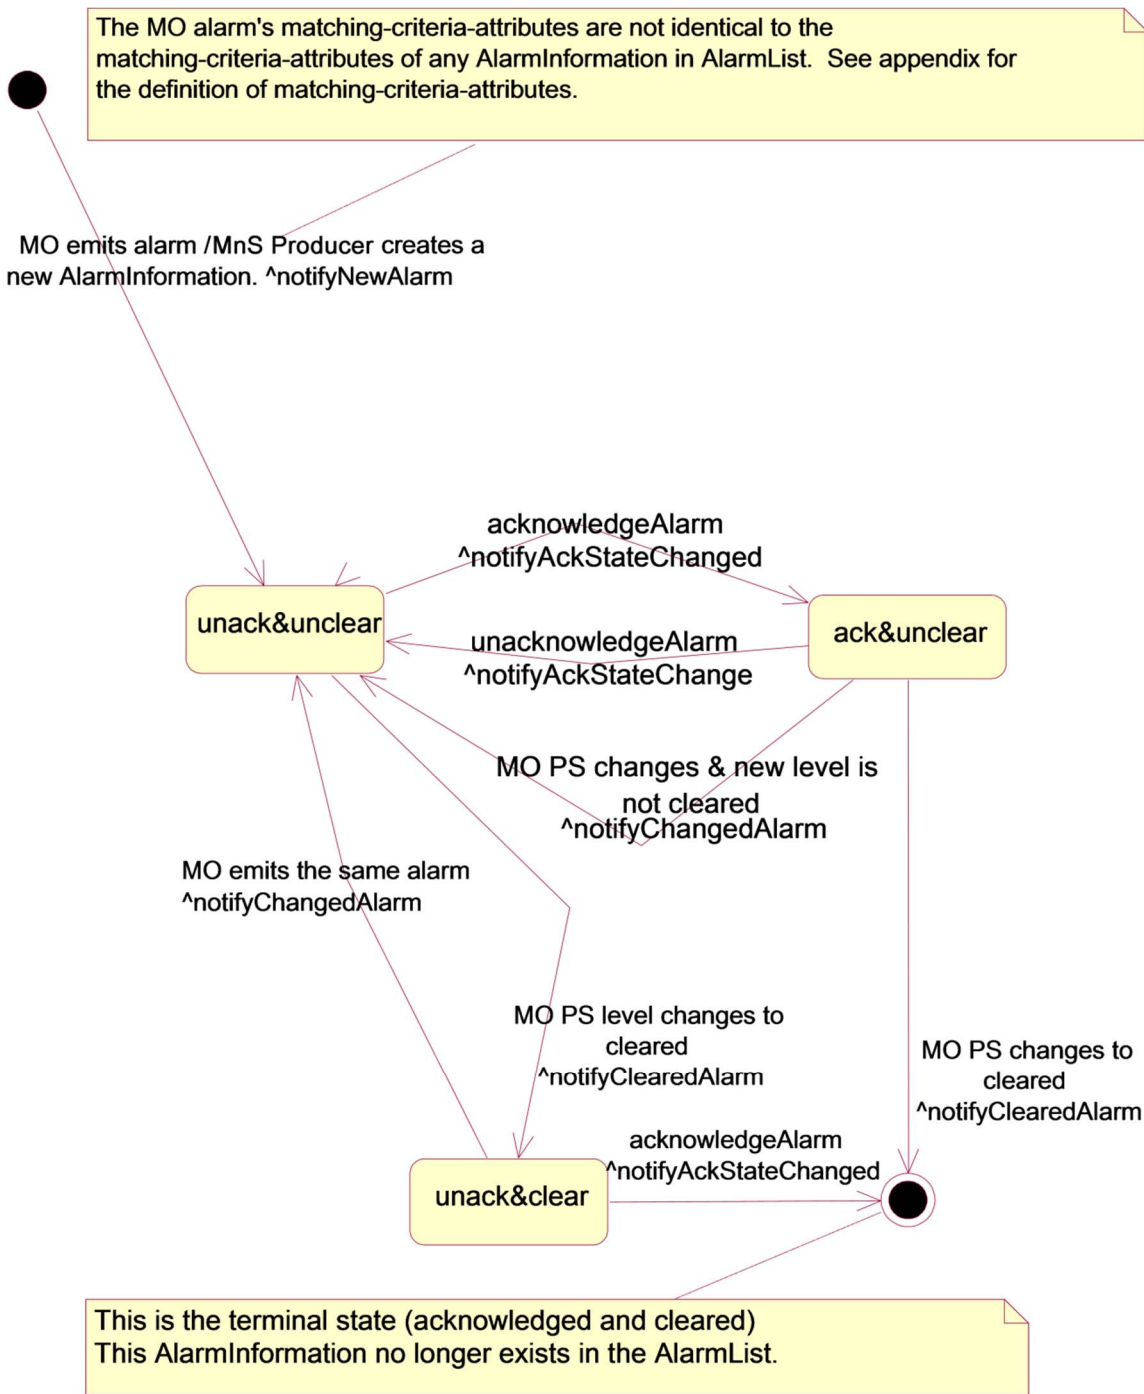 The MO alarm's matching-criteria-attributes are not identical to the
matching-criteria-attributes of any AlarmInformation in AlarmList.  See appendix for
the definition of matching-criteria-attributes.
MO emits alarm /MnS Producer creates a
new AlarmInformation. ^notifyNewAlarm
acknowledgeAlarm
^notifyAckStateChanged
unack&unclear
ack&unclear
unacknowledgeAlarm
^notifyAckStateChange
MO PS changes & new level is
not cleared
^notifyChangedAlarm
MO emits the same alarm
^notifyChangedAlarm
MO PS level changes to
cleared
^notifyClearedAlarm
MO PS changes to
cleared
^notifyClearedAlarm
acknowledgeAlarm
^notifyAckStateChanged
unack&clear
This is the terminal state (acknowledged and cleared)
This AlarmInformation no longer exists in the AlarmList.